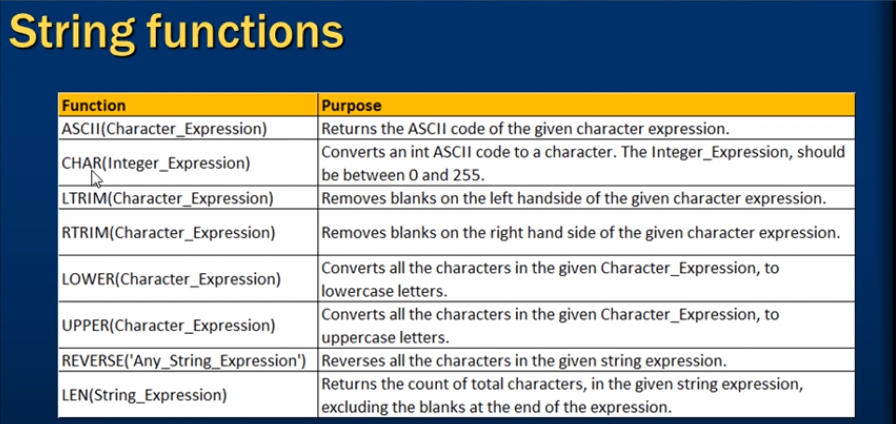 String functions
Function Purpose
ASCII(Character_Expression) Returns the ASCII code of the given character expression.
CHAR(Integer_Expression) Converts an int ASCII code to a character. The Integer_Expression, should
be between 0 and 255.
LTRIM(Character_Expression) Removes blanks on the left handside of the given character expression.
RTRIM(Character_Expression) Removes blanks on the right hand side of the given character expression.
LOWER(Character_Expression) Converts all the characters in the given Character_Expression, to
lowercase letters.
UPPER(Character_Expression) Converts all the characters in the given Character_Expression, to
uppercase letters.
REVERSE('Any_String_Expression') Reverses all the characters in the given string expression.
LEN(String_Expression) Returns the count of total characters, in the given string expression,
excluding the blanks at the end of the expression.